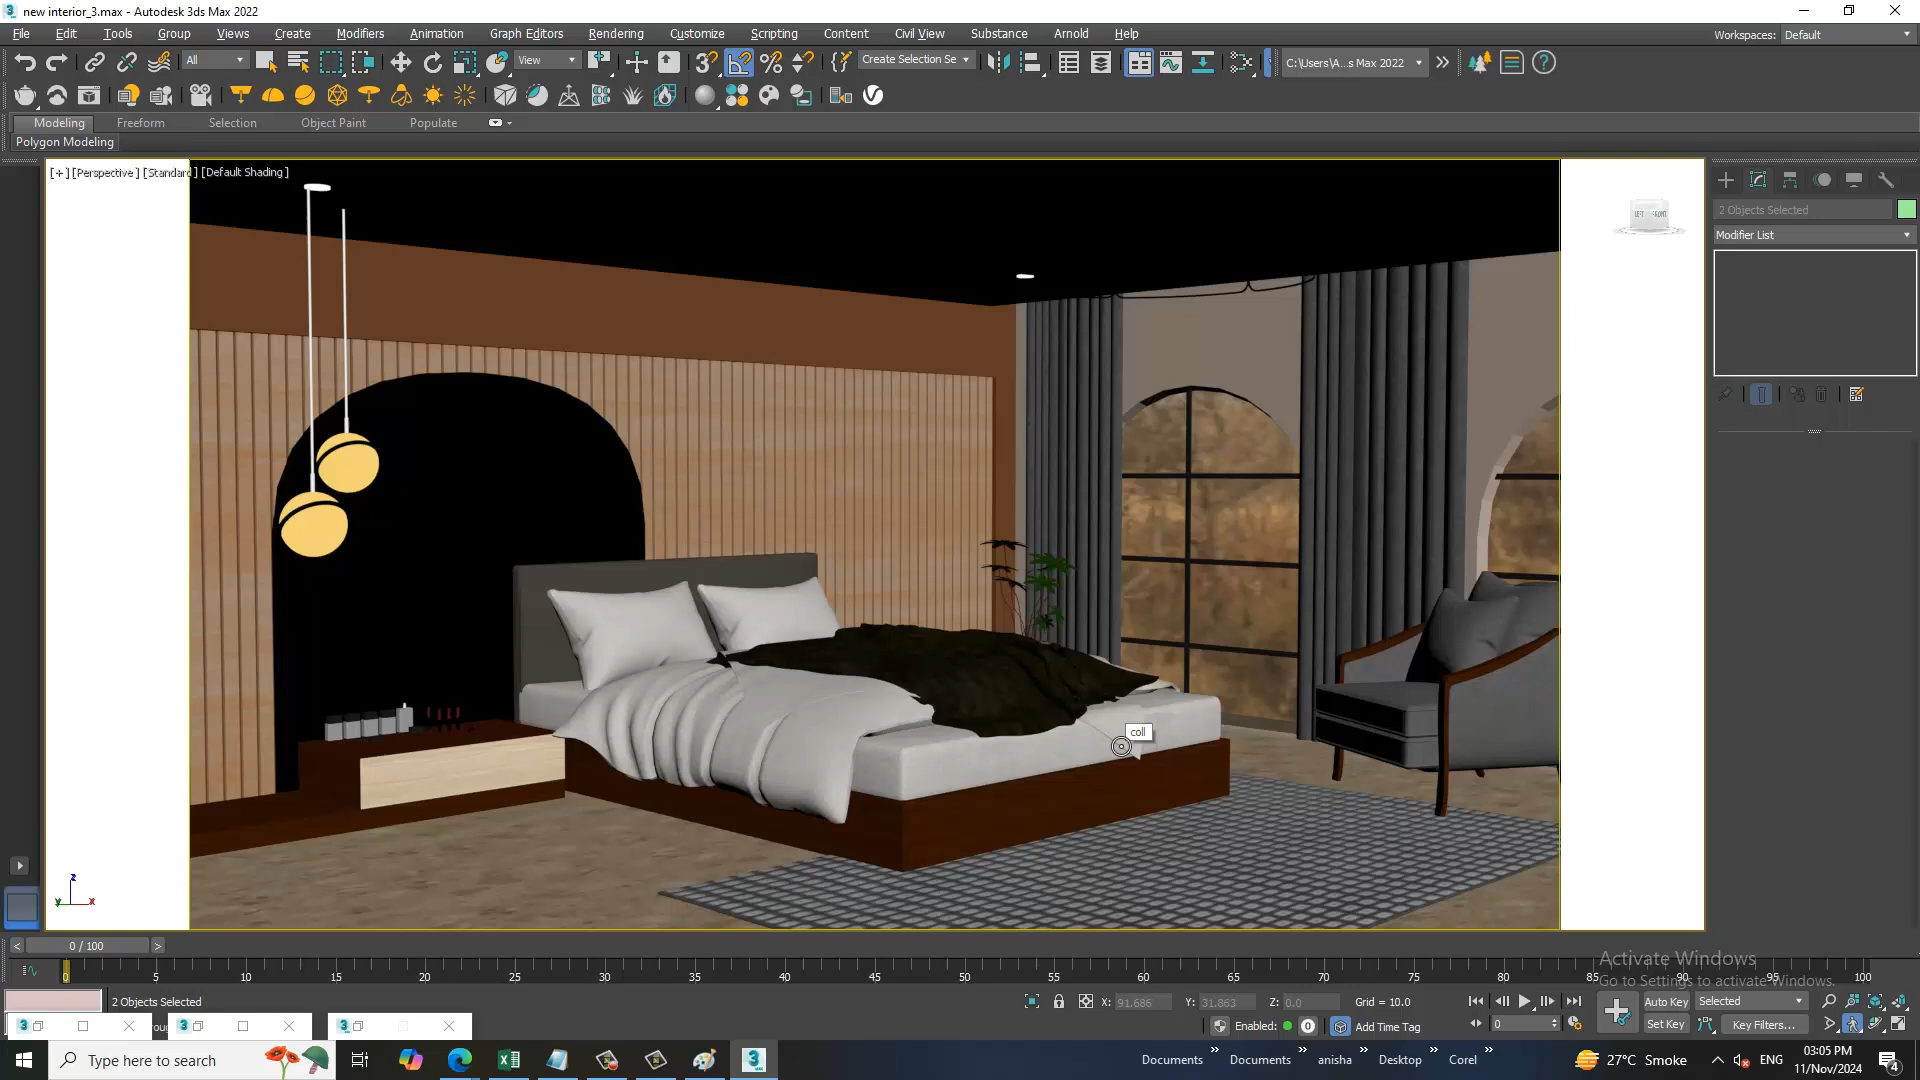 new interior_3.max - Autodesk 3ds Max 2022
File Edit Tools Group Views Create Modifiers Animation Graph Editors Rendering Customize Scripting Content Civil View Substance Arnold Help
Workspaces: Default
All View Create Selection Se C:\Users\A...s Max 2022
Modeling Freeform Selection Object Paint Populate
Polygon Modeling
[+] [Perspective] [Standard] [Default Shading]
LEFT FRONT
2 Objects Selected
Modifier List
coll
z
y x
0 / 100
0 5 10 15 20 25 30 35 40 45 50 55 60 65 70 75 80 85 90 95 100
Activate Windows
Go to Settings to activate Windows.
2 Objects Selected
X: 91.686 Y: 31.863 Z: 0.0 Grid = 10.0
Auto Key Selected
Enabled: 0 Add Time Tag
0
Set Key Key Filters...
Type here to search
Documents Documents anisha Desktop Corel
27°C Smoke
ENG
03:05 PM
11/Nov/2024
4